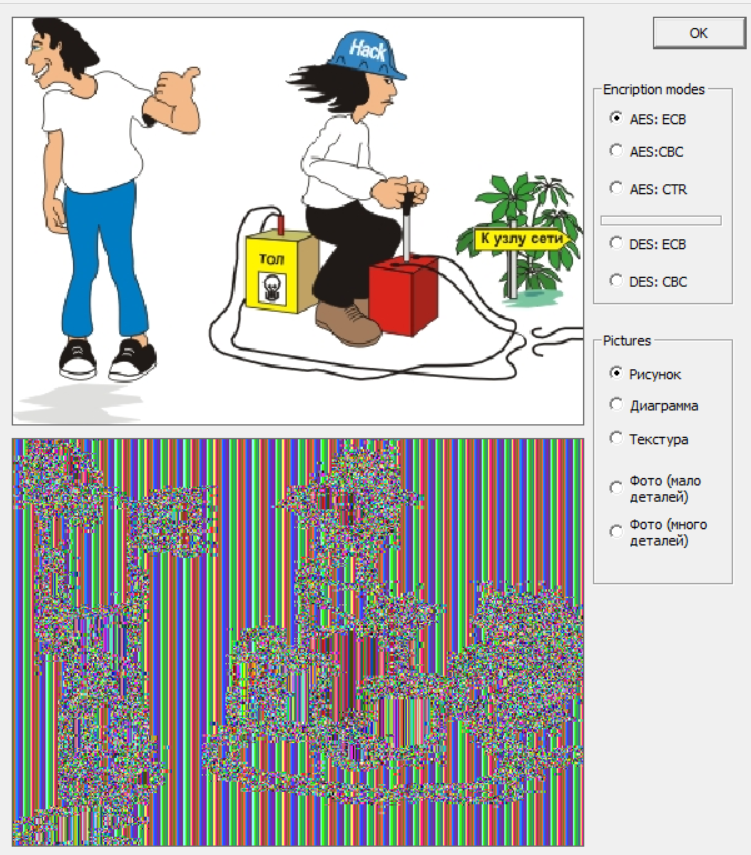 OK
Hack
Encription modes
AES: ECB
AES:CBC
AES: CTR
К узлу сети
ТОЛ
DES: ECB
DES: CBC
Pictures
Рисунок
Диаграмма
Текстура
Фото (мало
деталей)
Фото (много
деталей)